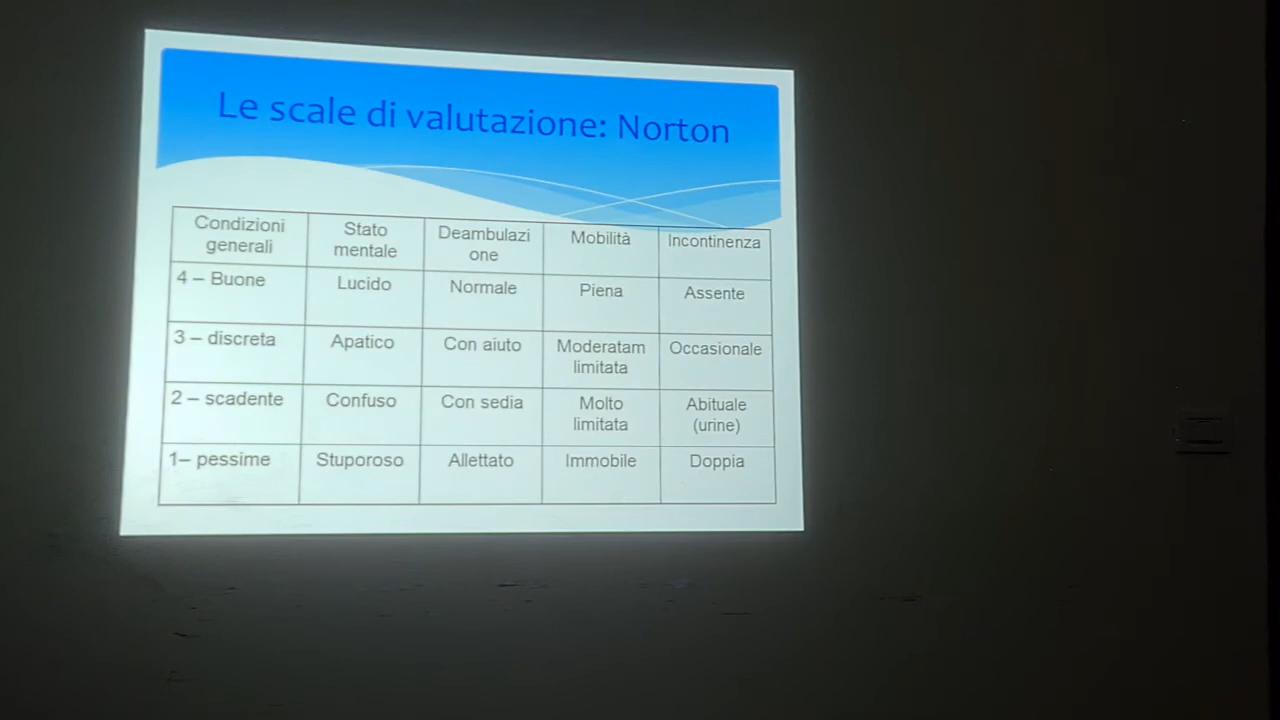 Le scale di valutazione: Norton
Condizioni generali	Stato mentale	Deambulazi one	Mobilità	Incontinenza
4 – Buone	Lucido	Normale	Piena	Assente
3 – discreta	Apatico	Con aiuto	Moderatam limitata	Occasionale
2 – scadente	Confuso	Con sedia	Molto limitata	Abituale (urine)
1– pessime	Stuporoso	Allettato	Immobile	Doppia